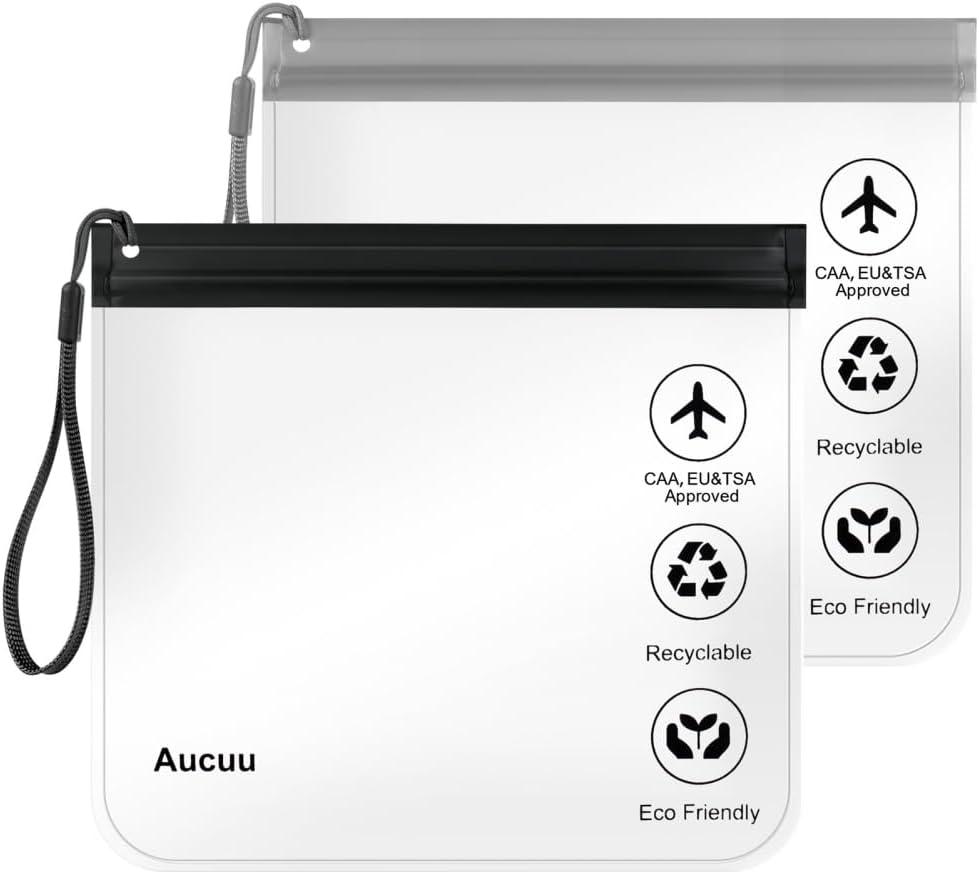 CAA, EU&TSA
Approved
Recyclable
Eco Friendly
CAA, EU&TSA
Approved
Recyclable
Eco Friendly
Aucuu